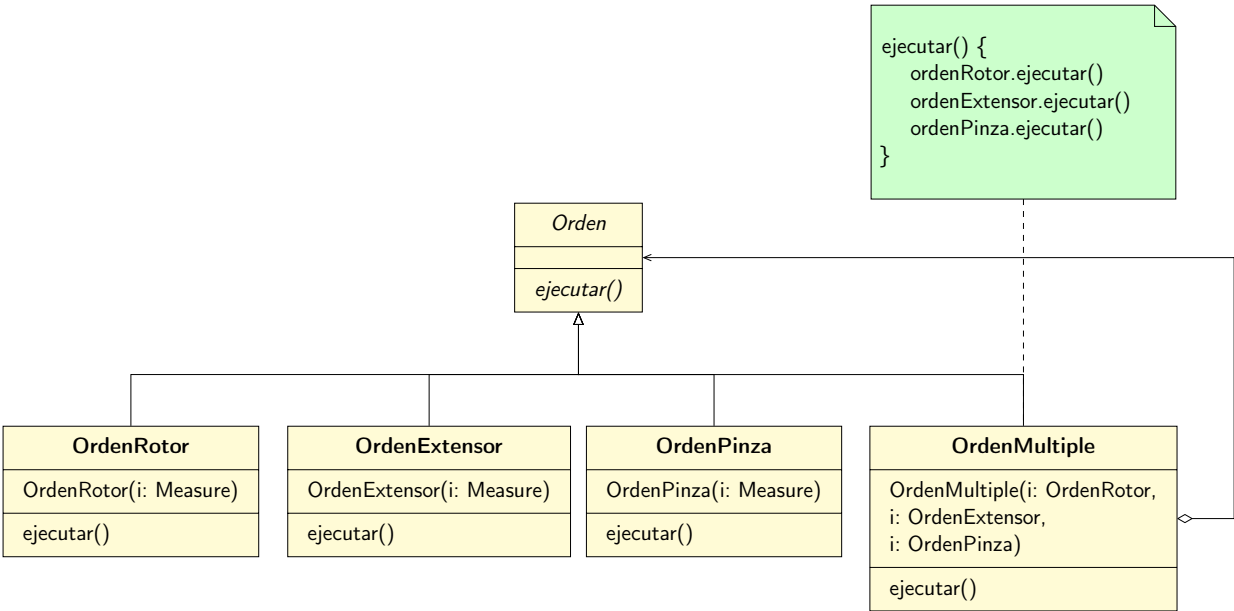 ejecutar() {
ordenRotor.ejecutar()
ordenExtensor.ejecutar()
ordenPinza.ejecutar()
}
Orden
ejecutar()
OrdenRotor
OrdenRotor(i: Measure)
ejecutar()
OrdenExtensor
OrdenExtensor(i: Measure)
ejecutar()
OrdenPinza
OrdenPinza(i: Measure)
ejecutar()
OrdenMultiple
OrdenMultiple(i: OrdenRotor,
i: OrdenExtensor,
i: OrdenPinza)
ejecutar()